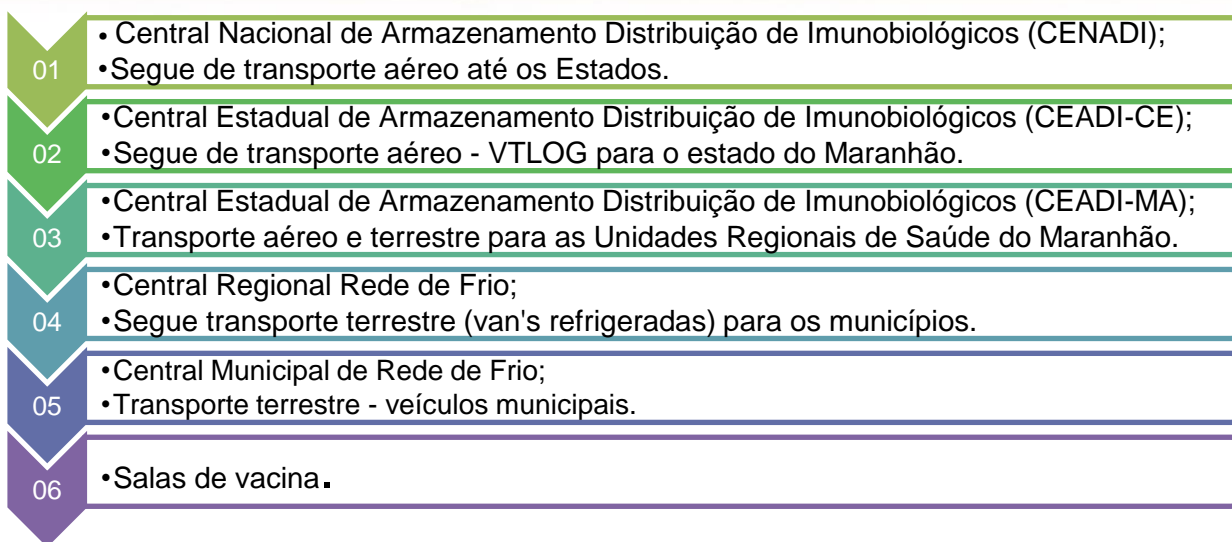 01
• Central Nacional de Armazenamento Distribuição de Imunobiológicos (CENADI);
•Segue de transporte aéreo até os Estados.
02
•Central Estadual de Armazenamento Distribuição de Imunobiológicos (CEADI-CE);
•Segue de transporte aéreo - VTLOG para o estado do Maranhão.
03
•Central Estadual de Armazenamento Distribuição de Imunobiológicos (CEADI-MA);
•Transporte aéreo e terrestre para as Unidades Regionais de Saúde do Maranhão.
04
•Central Regional Rede de Frio;
•Segue transporte terrestre (van's refrigeradas) para os municípios.
05
•Central Municipal de Rede de Frio;
•Transporte terrestre - veículos municipais.
06
•Salas de vacina.